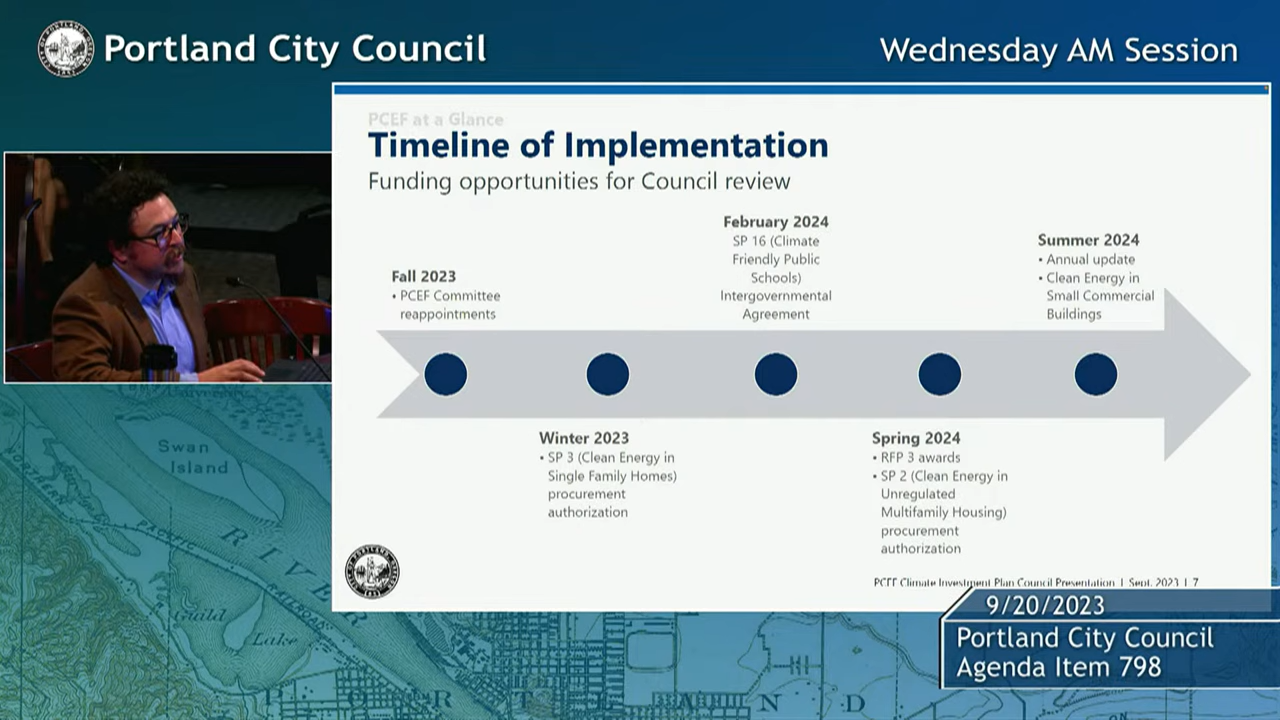 Portland City Council
Wednesday AM Session
PCEF at a Glance
Timeline of Implementation
Funding opportunities for Council review
Fall 2023
• PCEF Committee
reappointments
February 2024
SP 16 (Climate
Friendly Public
Schools)
Intergovernmental
Agreement
Summer 2024
• Annual update
• Clean Energy in
Small Commercial
Buildings
Winter 2023
• SP 3 (Clean Energy in
Single Family Homes)
procurement
authorization
Spring 2024
• RFP 3 awards
• SP 2 (Clean Energy in
Unregulated
Multifamily Housing)
procurement
authorization
PCEF Climate Investment Plan Council Presentation | Sept. 2023 | 7
9/20/2023
Portland City Council
Agenda Item 798
Swan
Island
RIVER
Guild
Lake